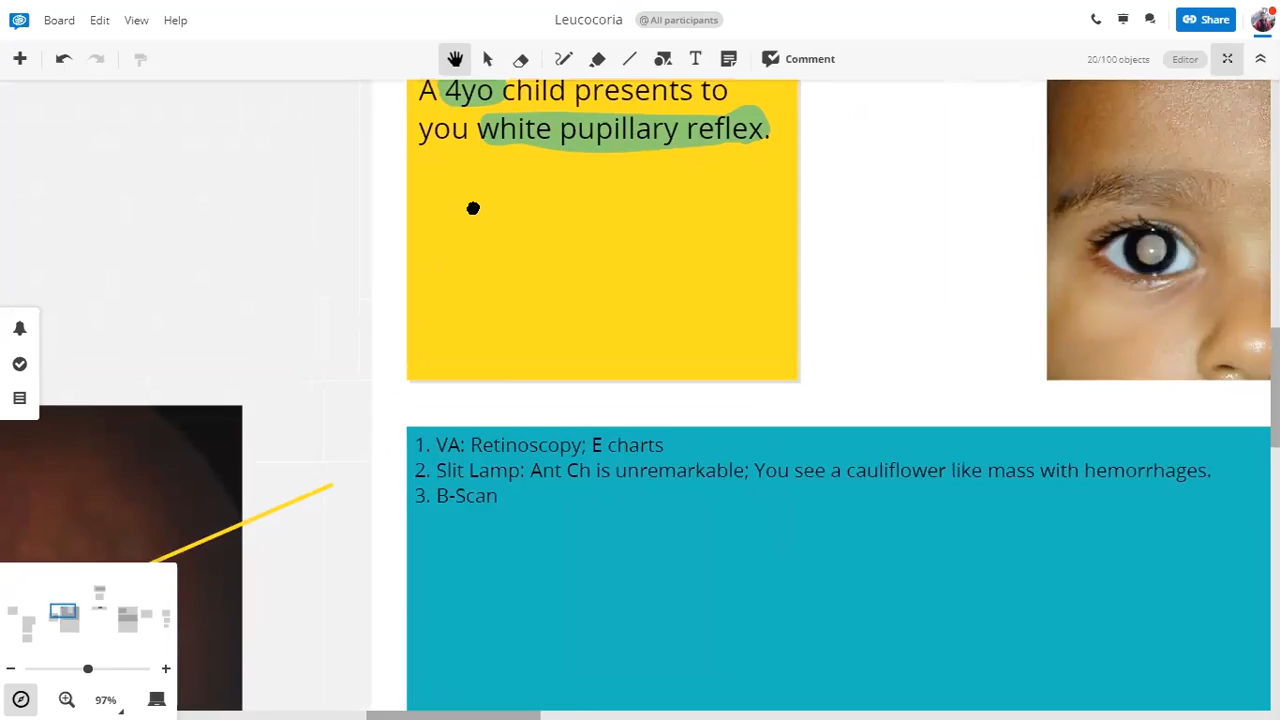 Board Edit View Help
Leucocoria
@All participants
Share
Comment
20/100 objects
Editor
A 4yo child presents to
you white pupillary reflex.
1. VA: Retinoscopy; E charts
2. Slit Lamp: Ant Ch is unremarkable; You see a cauliflower like mass with hemorrhages.
3. B-Scan
97%